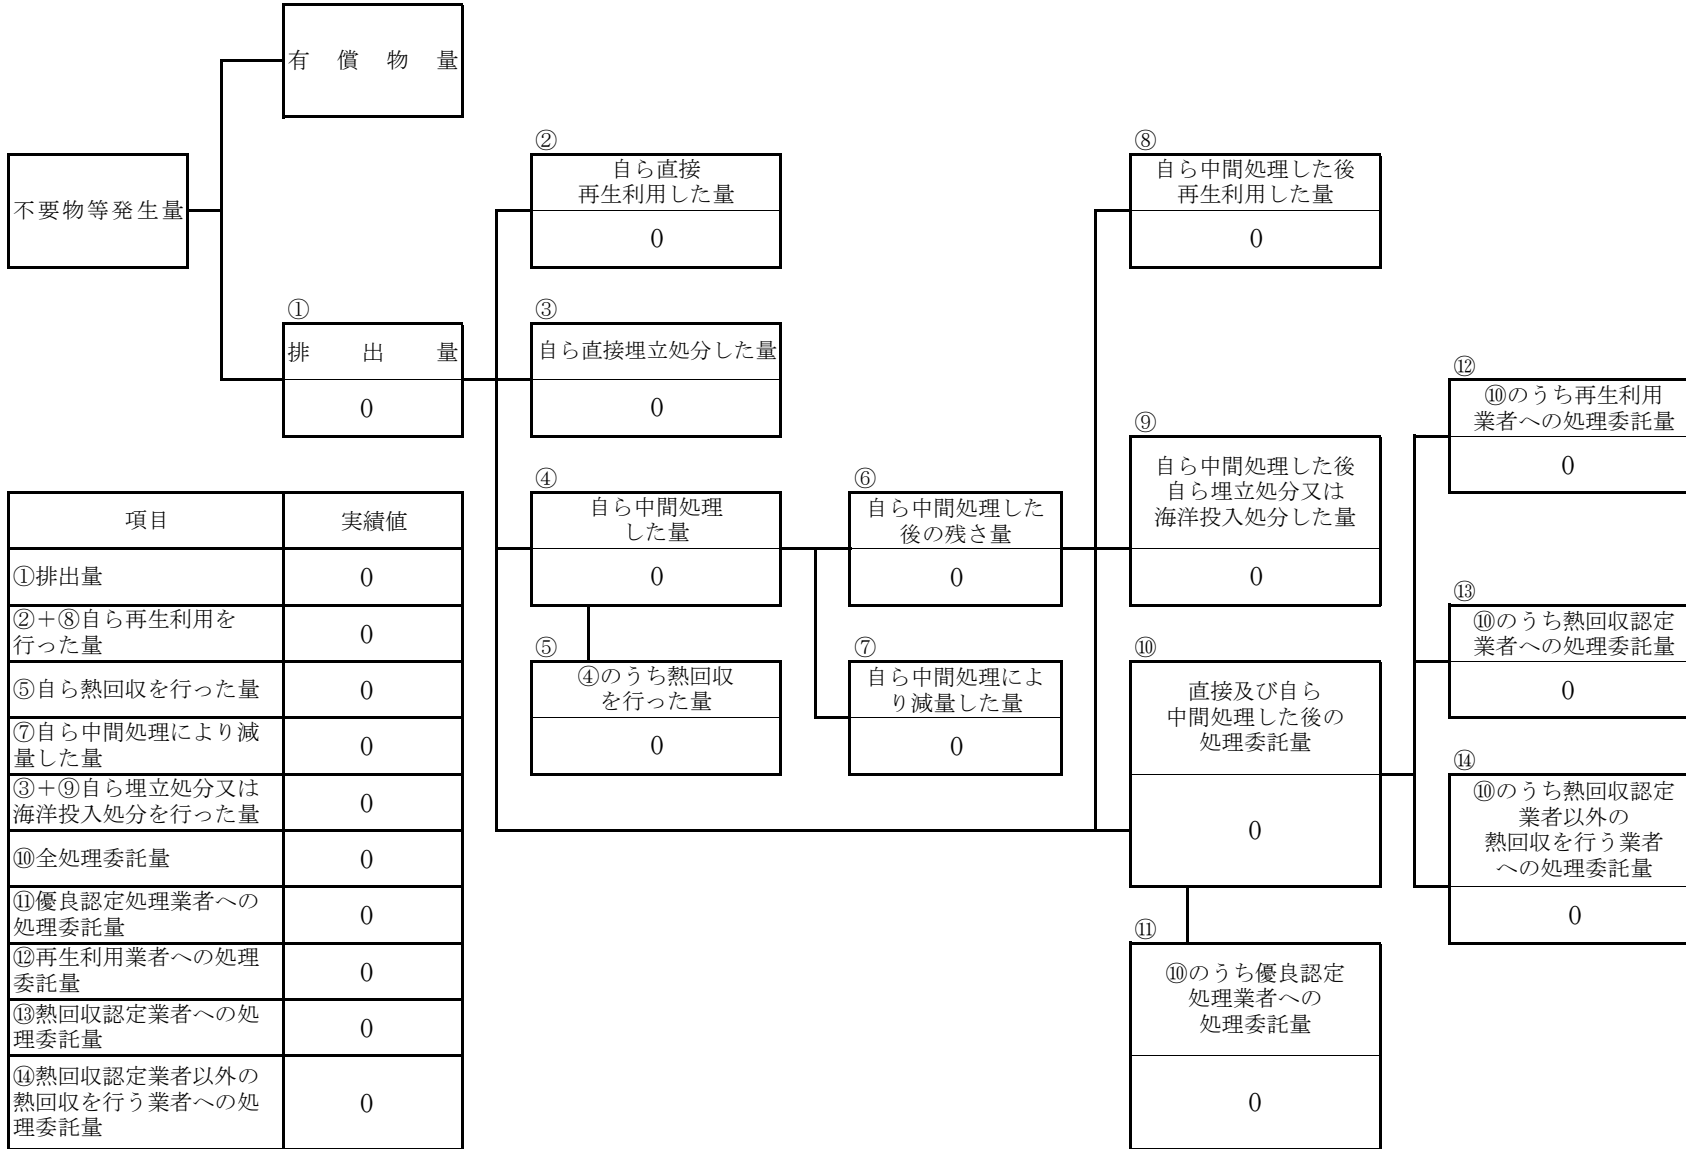 有償物量
不要物等発生量
①
排出量
0
②
自ら直接
再生利用した量
0
③
自ら直接埋立処分した量
0
④
自ら中間処理
した量
0
⑤
④のうち熱回収
を行った量
0
⑥
自ら中間処理した
後の残さ量
0
⑦
自ら中間処理によ
り減量した量
0
⑧
自ら中間処理した後
再生利用した量
0
⑨
自ら中間処理した後
自ら埋立処分又は
海洋投入処分した量
0
⑩
直接及び自ら
中間処理した後の
処理委託量
0
⑪
⑩のうち優良認定
処理業者への
処理委託量
0
⑫
⑩のうち再生利用
業者への処理委託量
0
⑬
⑩のうち熱回収認定
業者への処理委託量
0
⑭
⑩のうち熱回収認定
業者以外の
熱回収を行う業者
への処理委託量
0
項目 実績値
①排出量 0
②+⑧自ら再生利用を
行った量 0
⑤自ら熱回収を行った量 0
⑦自ら中間処理により減
量した量 0
③+⑨自ら埋立処分又は
海洋投入処分を行った量 0
⑩全処理委託量 0
⑪優良認定処理業者への
処理委託量 0
⑫再生利用業者への処理
委託量 0
⑬熱回収認定業者への処
理委託量 0
⑭熱回収認定業者以外の
熱回収を行う業者への処
理委託量 0